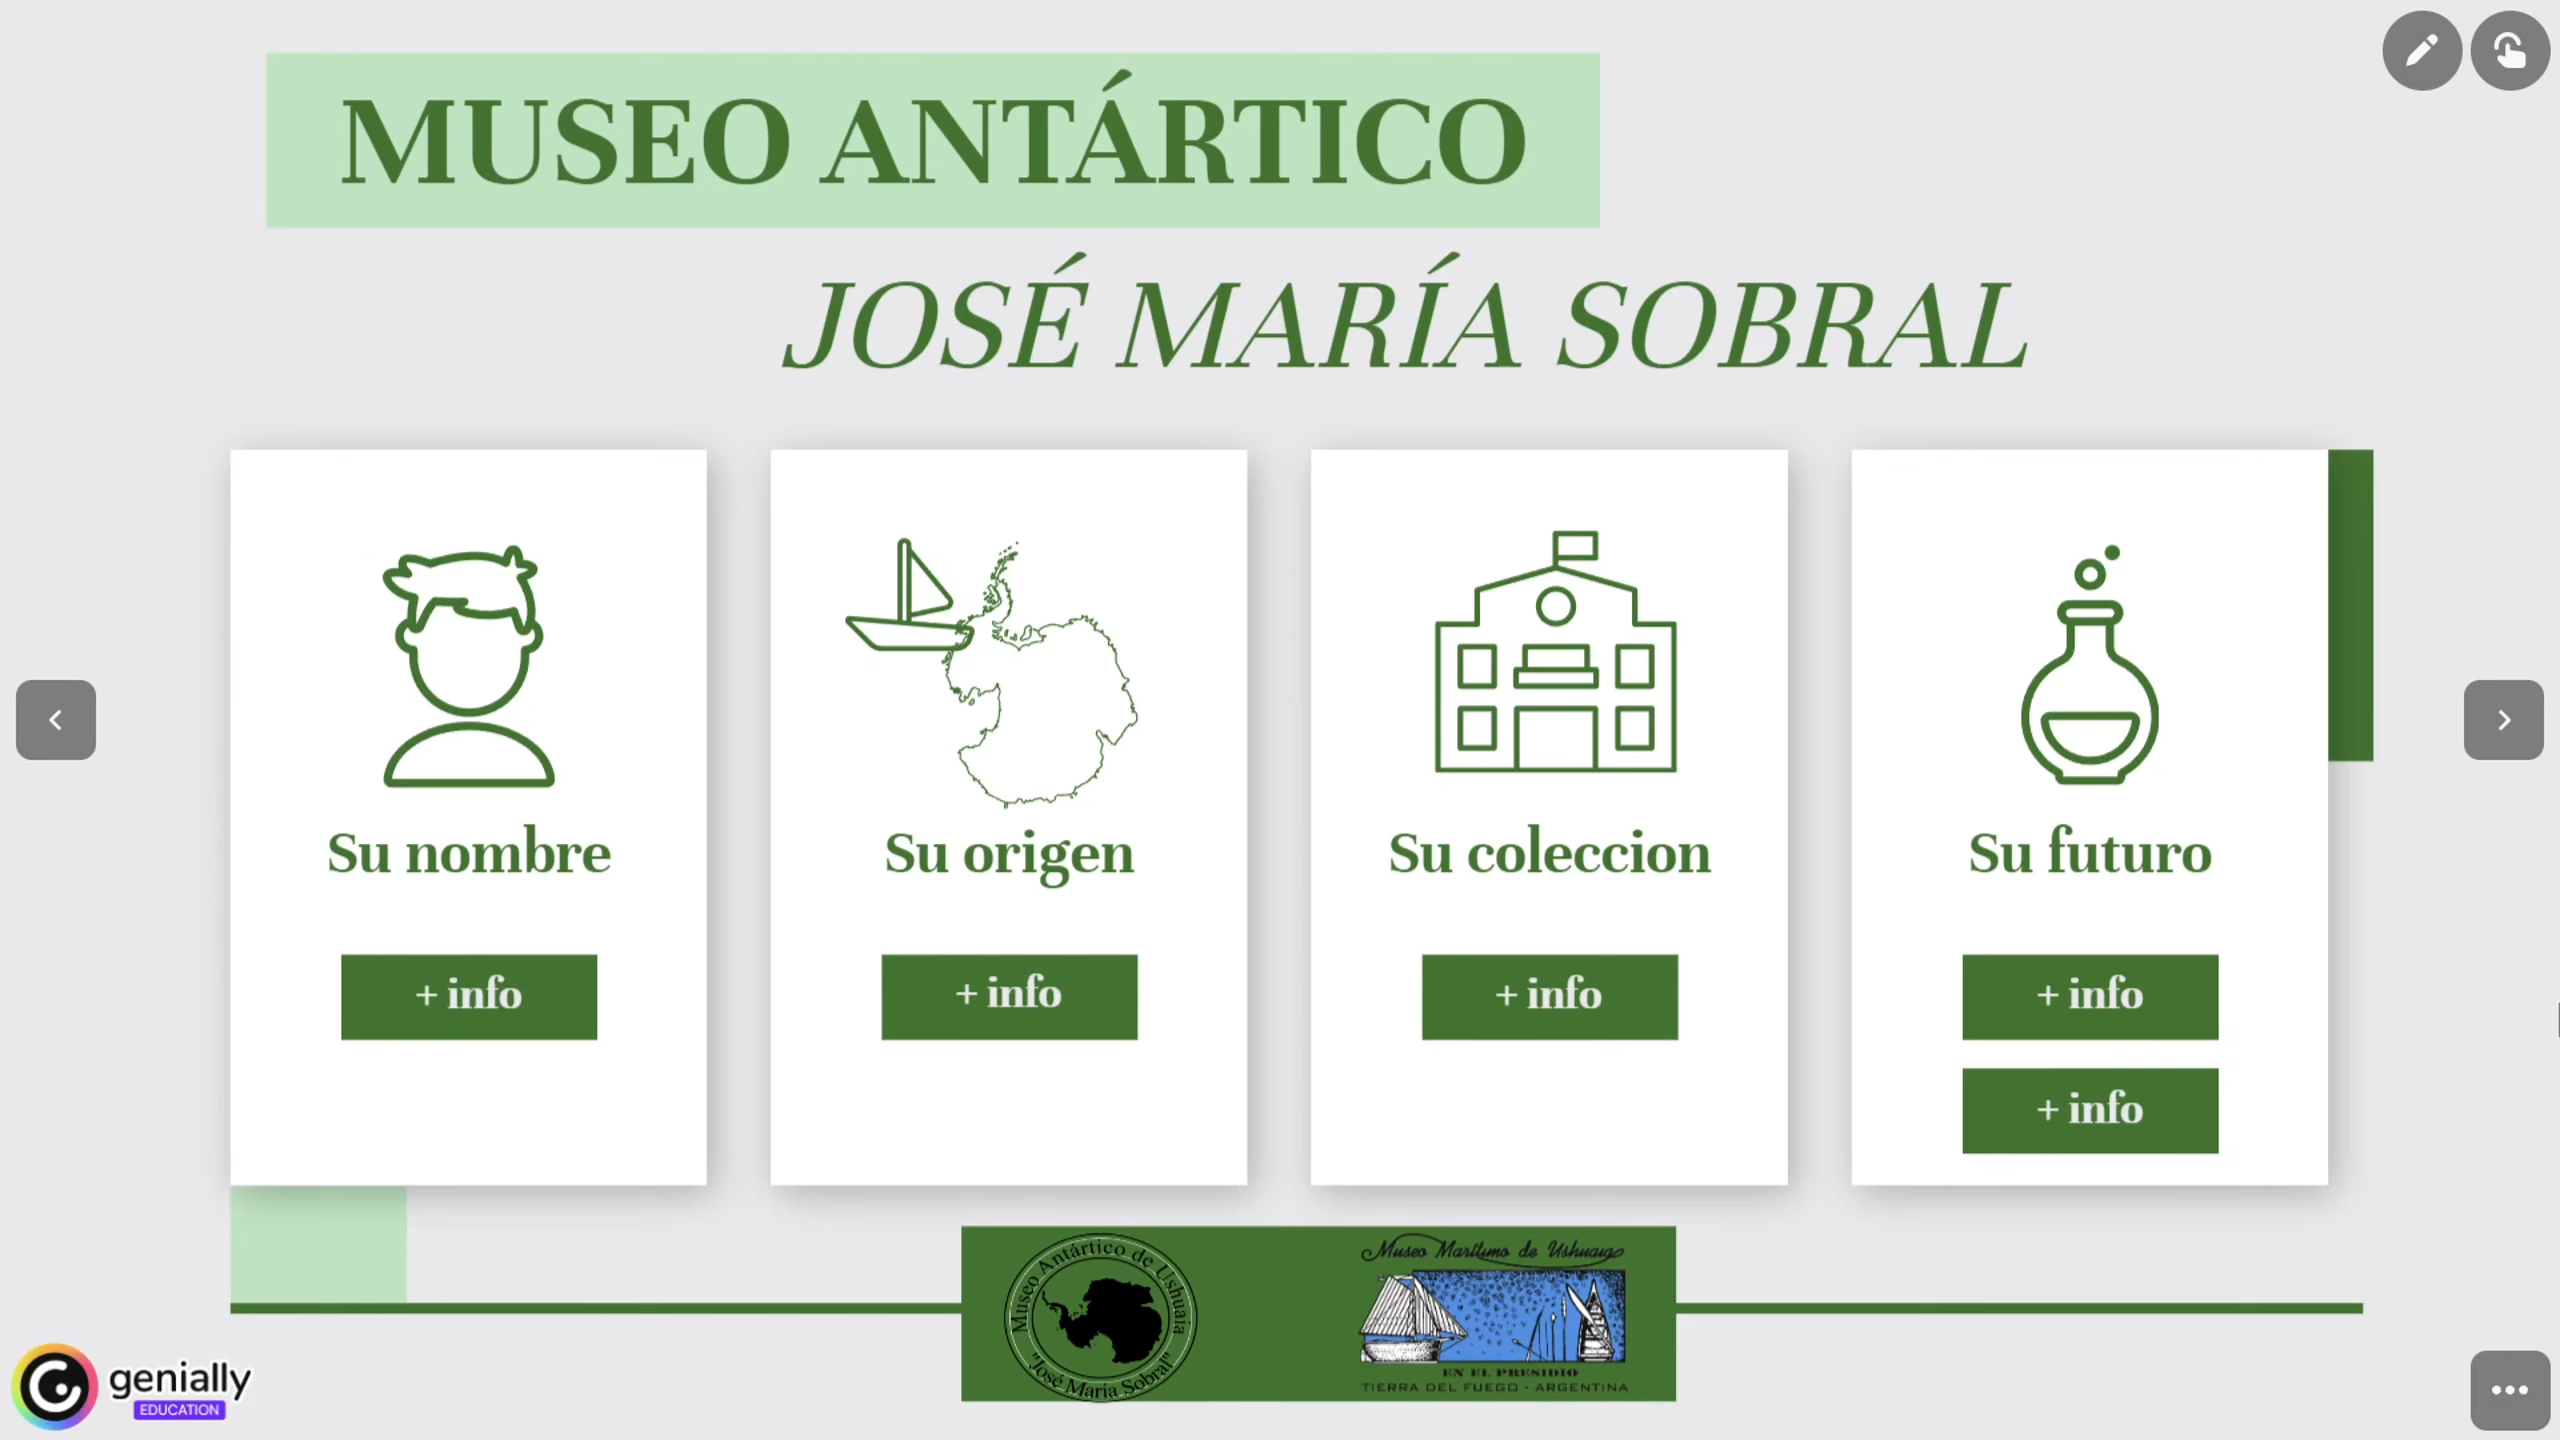 MUSEO ANTÁRTICO
JOSÉ MARÍA SOBRAL
Su nombre
+ info
Su origen
+ info
Su coleccion
+ info
Su futuro
+ info
+ info
Museo Antártico de Ushuaia
"José María Sobral"
Museo Marítimo de Ushuaia
EN EL PRESIDIO
TIERRA DEL FUEGO - ARGENTINA
genially
EDUCATION